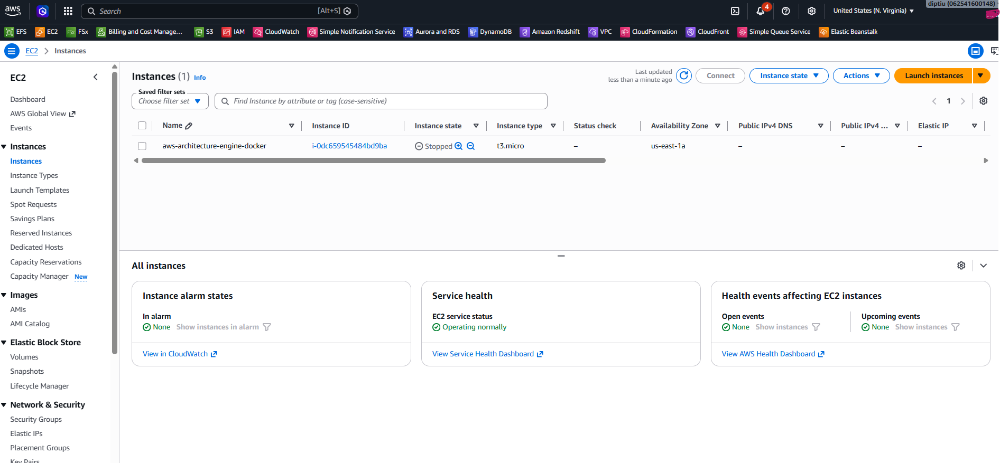 aws
Search [Alt+S]
4
United States (N. Virginia)
diptiu (062541600148)
EFS EC2 FSx Billing and Cost Manage... S3 IAM CloudWatch Simple Notification Service Aurora and RDS DynamoDB Amazon Redshift VPC CloudFormation CloudFront Simple Queue Service Elastic Beanstalk
EC2 Instances
EC2
Dashboard
AWS Global View
Events
Instances
Instances
Instance Types
Launch Templates
Spot Requests
Savings Plans
Reserved Instances
Dedicated Hosts
Capacity Reservations
Capacity Manager New
Images
AMIs
AMI Catalog
Elastic Block Store
Volumes
Snapshots
Lifecycle Manager
Network & Security
Security Groups
Elastic IPs
Placement Groups
Key Pairs
Instances (1) Info
Last updated
less than a minute ago
Connect Instance state Actions Launch instances
Saved filter sets
Choose filter set
Find Instance by attribute or tag (case-sensitive)
1
Name Instance ID Instance state Instance type Status check Availability Zone Public IPv4 DNS Public IPv4 ... Elastic IP
aws-architecture-engine-docker i-0dc659545484bd9ba Stopped t3.micro – us-east-1a – – –
All instances
Instance alarm states
In alarm
None Show instances in alarm
View in CloudWatch
Service health
EC2 service status
Operating normally
View Service Health Dashboard
Health events affecting EC2 instances
Open events Upcoming events
None Show instances None Show instances
View AWS Health Dashboard